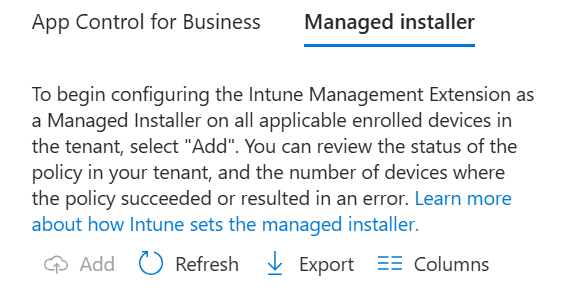 App Control for Business Managed installer
To begin configuring the Intune Management Extension as
a Managed Installer on all applicable enrolled devices in
the tenant, select "Add". You can review the status of the
policy in your tenant, and the number of devices where
the policy succeeded or resulted in an error. Learn more
about how Intune sets the managed installer.
Add Refresh Export Columns